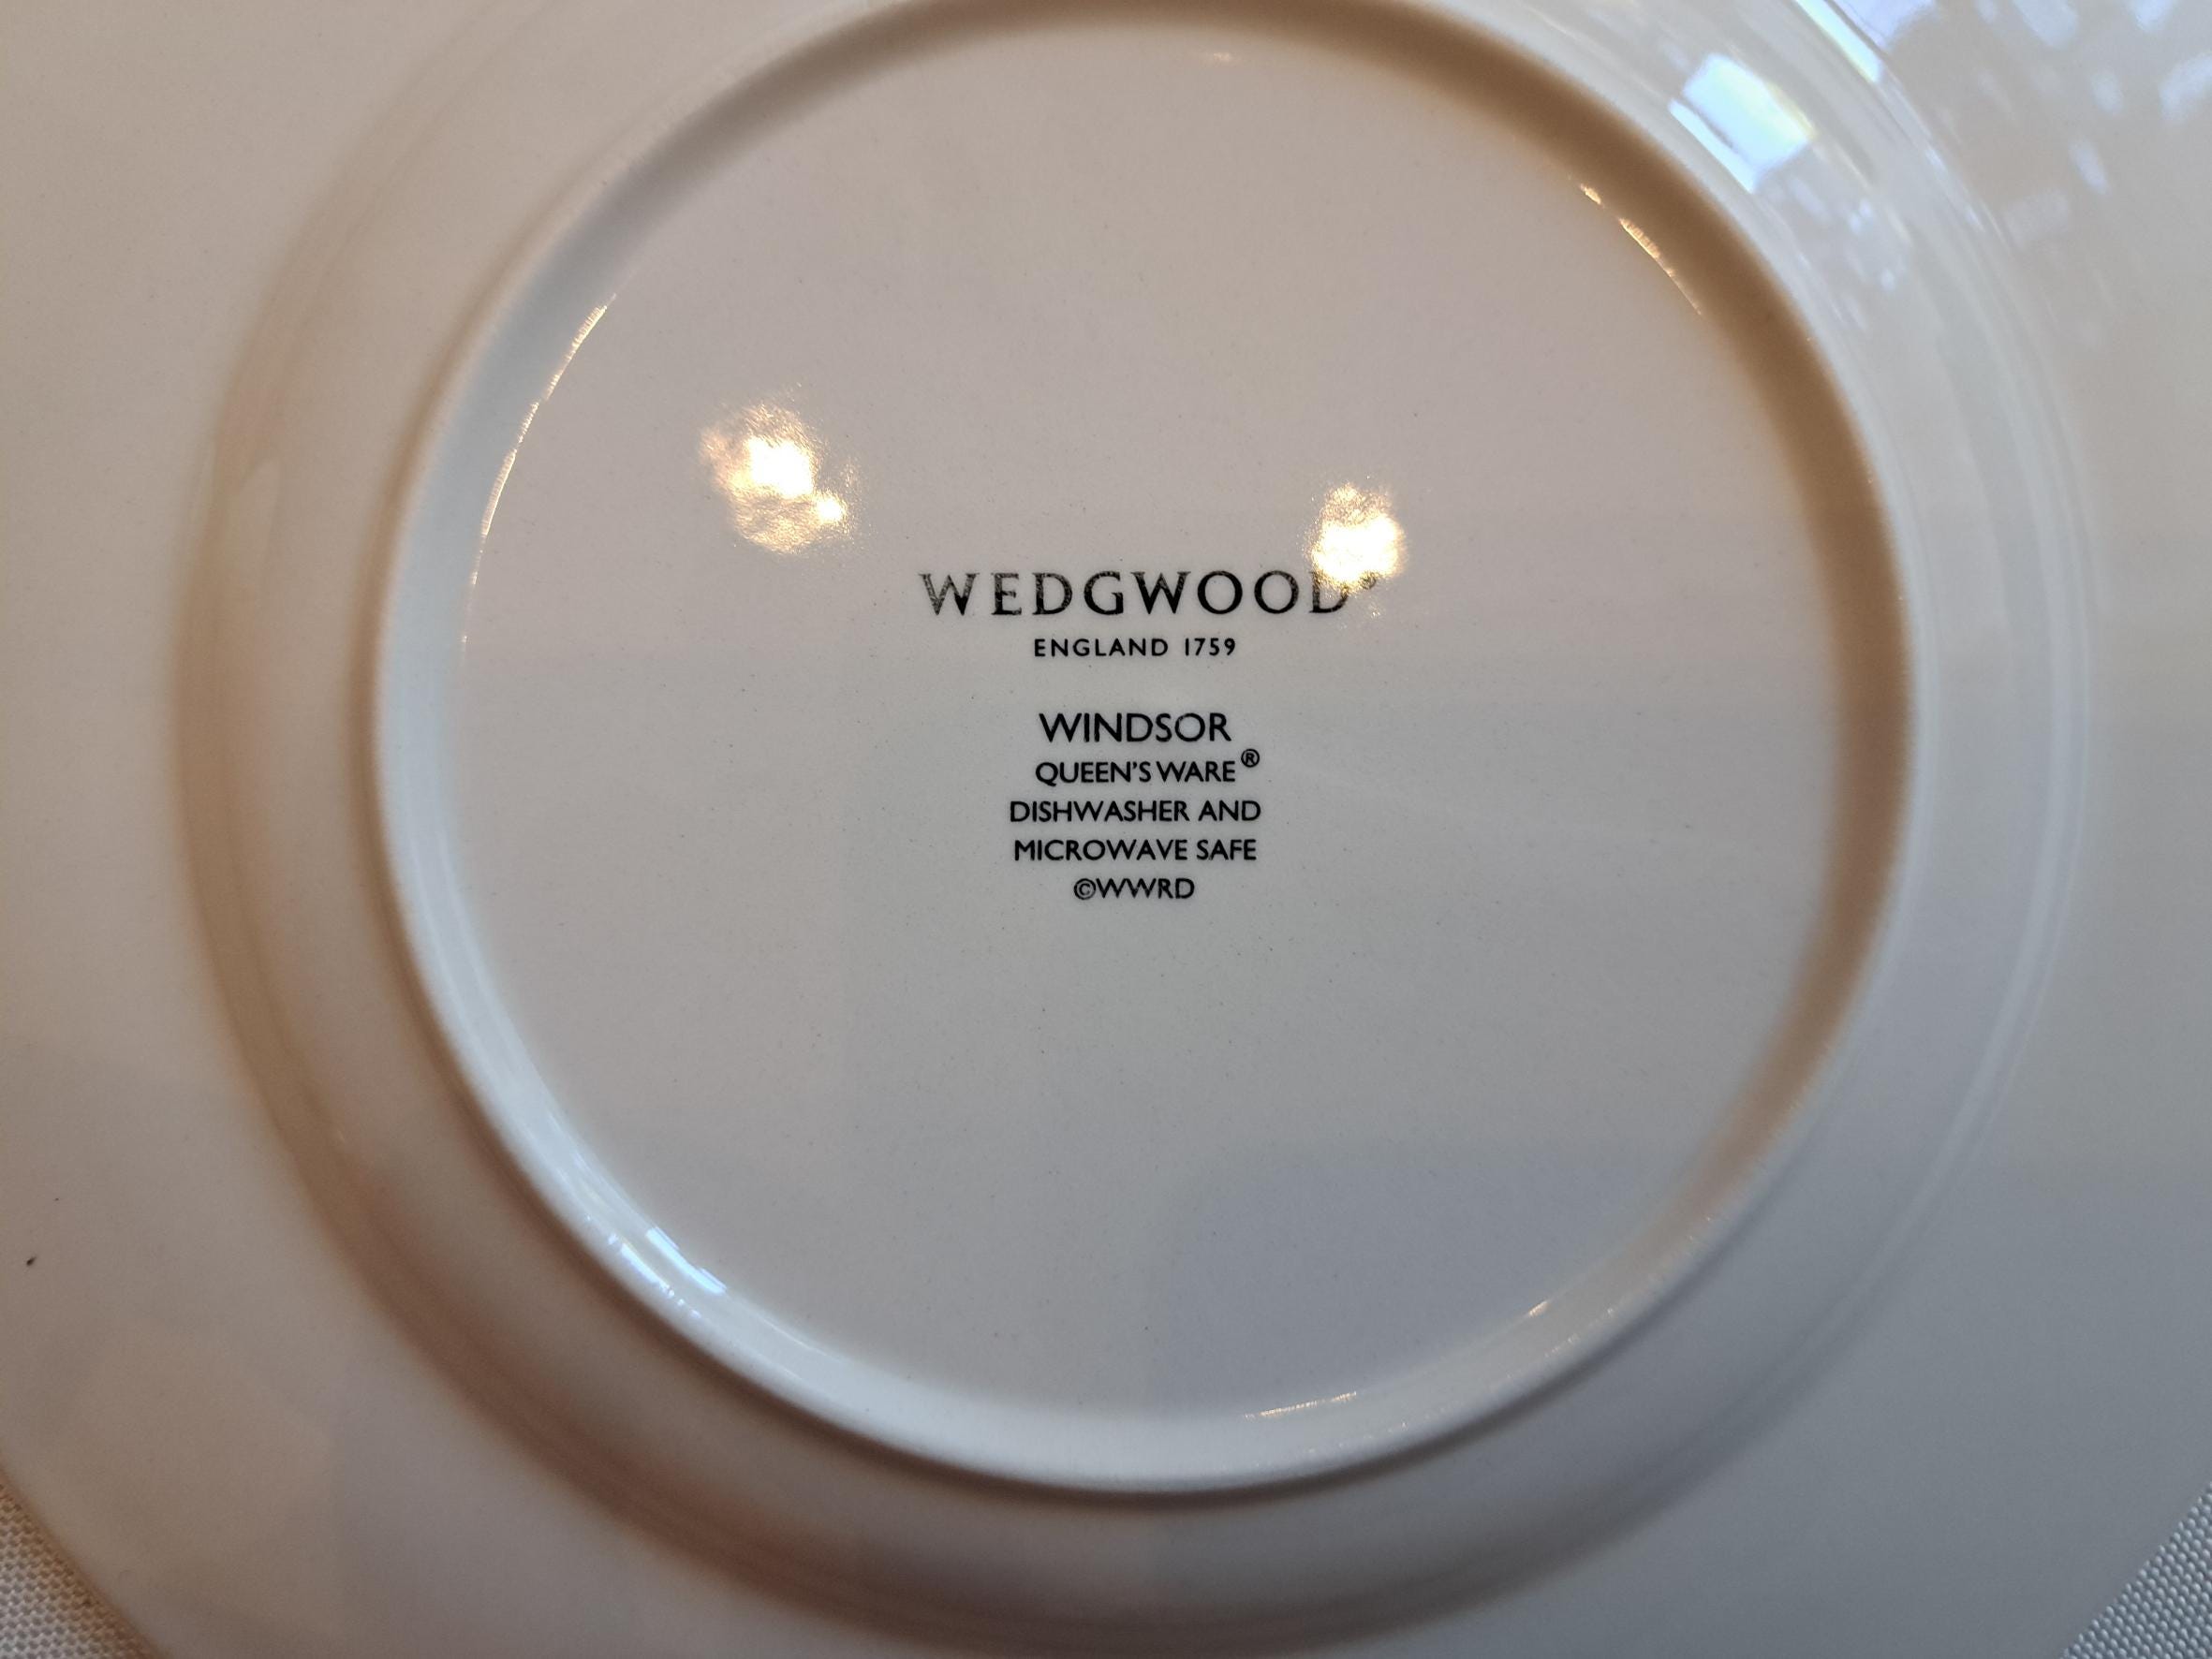 WEDGWOOD®
ENGLAND 1759
WINDSOR
QUEEN'S WARE®
DISHWASHER AND
MICROWAVE SAFE
©WWRD